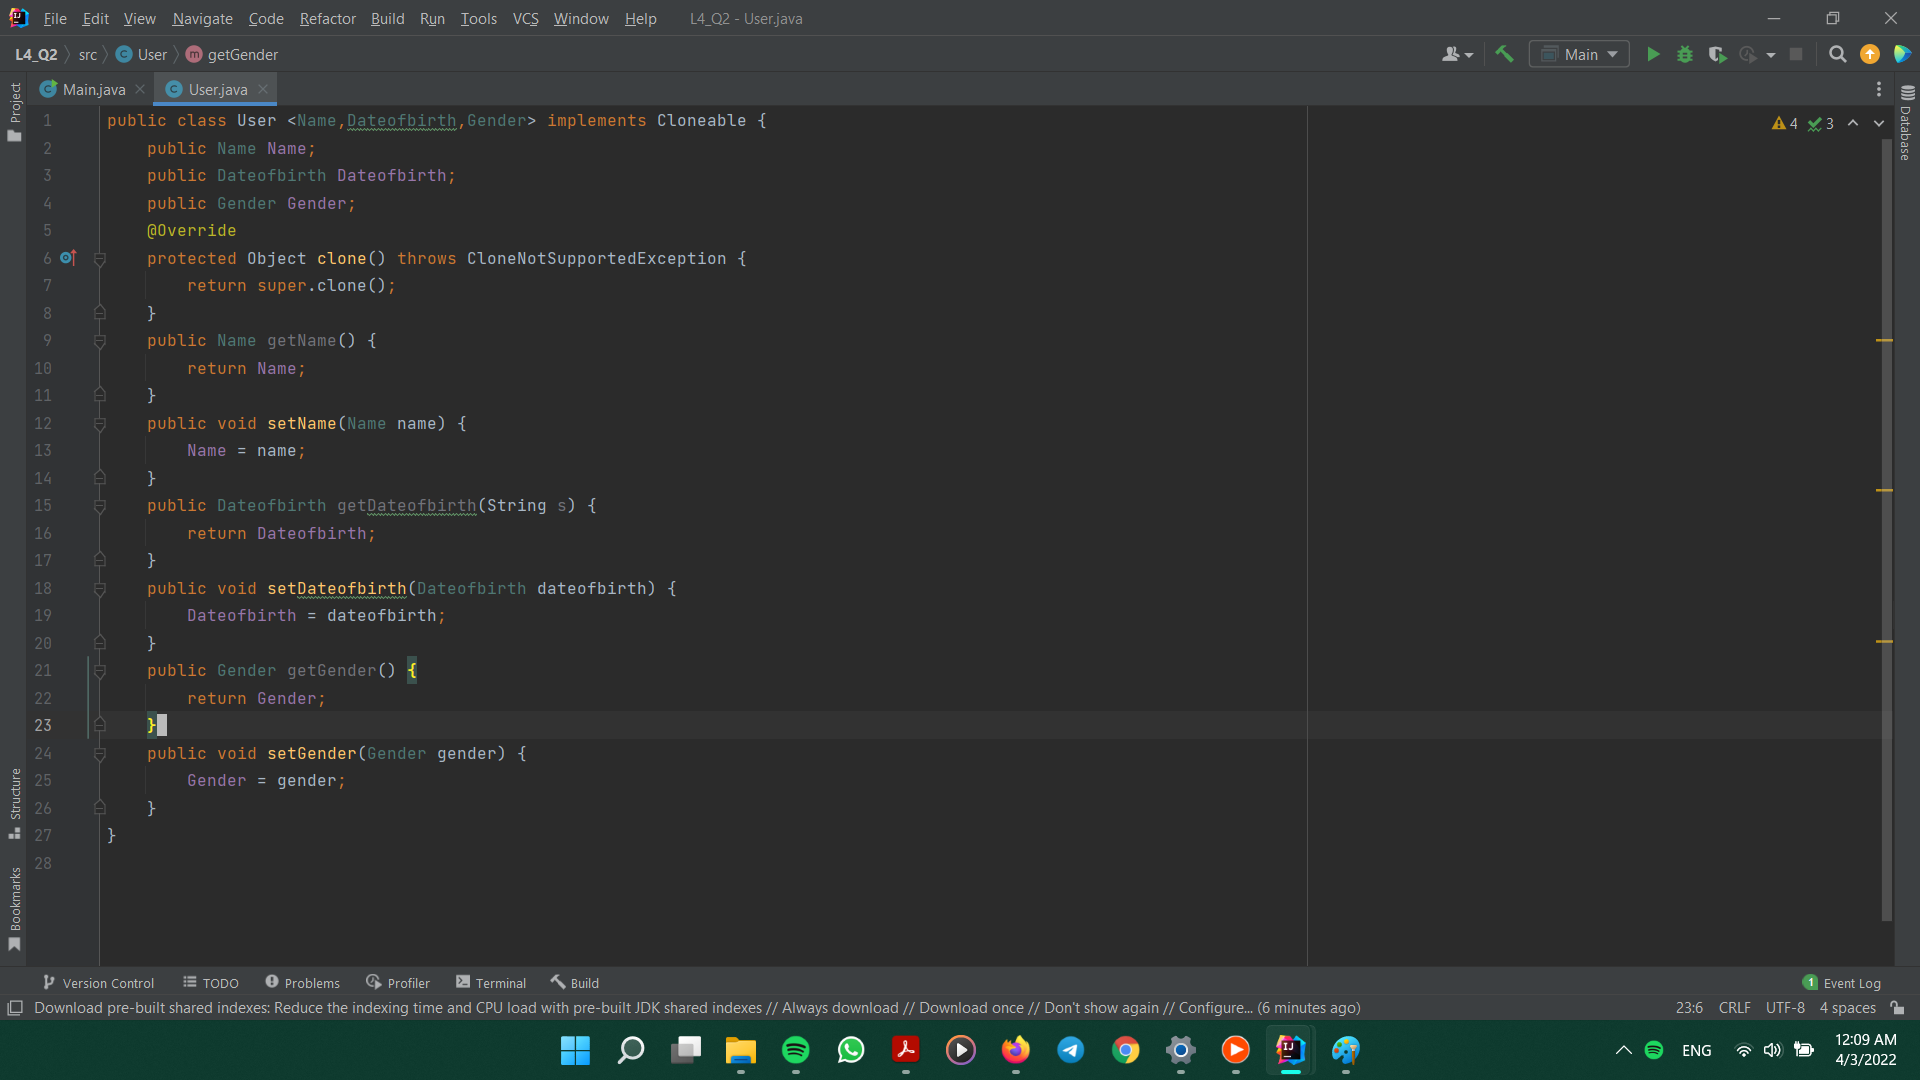 File Edit View Navigate Code Refactor Build Run Tools VCS Window Help L4_Q2 - User.java
L4_Q2 src C User m getGender Main
C Main.java C User.java
Project
Database
4 3
1 public class User <Name,Dateofbirth,Gender> implements Cloneable {
2 public Name Name;
3 public Dateofbirth Dateofbirth;
4 public Gender Gender;
5 @Override
6 protected Object clone() throws CloneNotSupportedException {
7 return super.clone();
8 }
9 public Name getName() {
10 return Name;
11 }
12 public void setName(Name name) {
13 Name = name;
14 }
15 public Dateofbirth getDateofbirth(String s) {
16 return Dateofbirth;
17 }
18 public void setDateofbirth(Dateofbirth dateofbirth) {
19 Dateofbirth = dateofbirth;
20 }
21 public Gender getGender() {
22 return Gender;
23 }
24 public void setGender(Gender gender) {
25 Gender = gender;
26 }
27 }
28
Structure
Bookmarks
Version Control TODO Problems Profiler Terminal Build 1 Event Log
Download pre-built shared indexes: Reduce the indexing time and CPU load with pre-built JDK shared indexes // Always download // Download once // Don't show again // Configure... (6 minutes ago) 23:6 CRLF UTF-8 4 spaces
IJ ENG 12:09 AM
4/3/2022